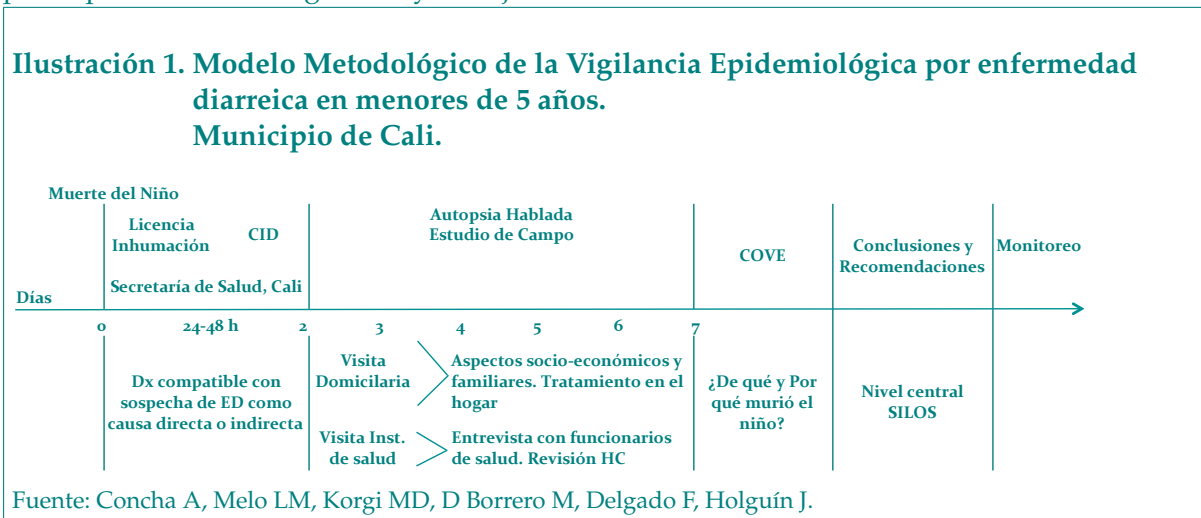 Ilustración 1. Modelo Metodológico de la Vigilancia Epidemiológica por enfermedad
diarreica en menores de 5 años.
Municipio de Cali.
Muerte del Niño
Licencia
Inhumación
CID
Secretaría de Salud, Cali
Autopsia Hablada
Estudio de Campo
COVE
Conclusiones y
Recomendaciones
Monitoreo
Días
0 24-48 h 2 3 4 5 6 7
Dx compatible con
sospecha de ED como
causa directa o indirecta
Visita
Domicilaria
Aspectos socio-económicos y
familiares. Tratamiento en el
hogar
Visita Inst.
de salud
Entrevista con funcionarios
de salud. Revisión HC
¿De qué y Por
qué murió el
niño?
Nivel central
SILOS
Fuente: Concha A, Melo LM, Korgi MD, D Borrero M, Delgado F, Holguín J.